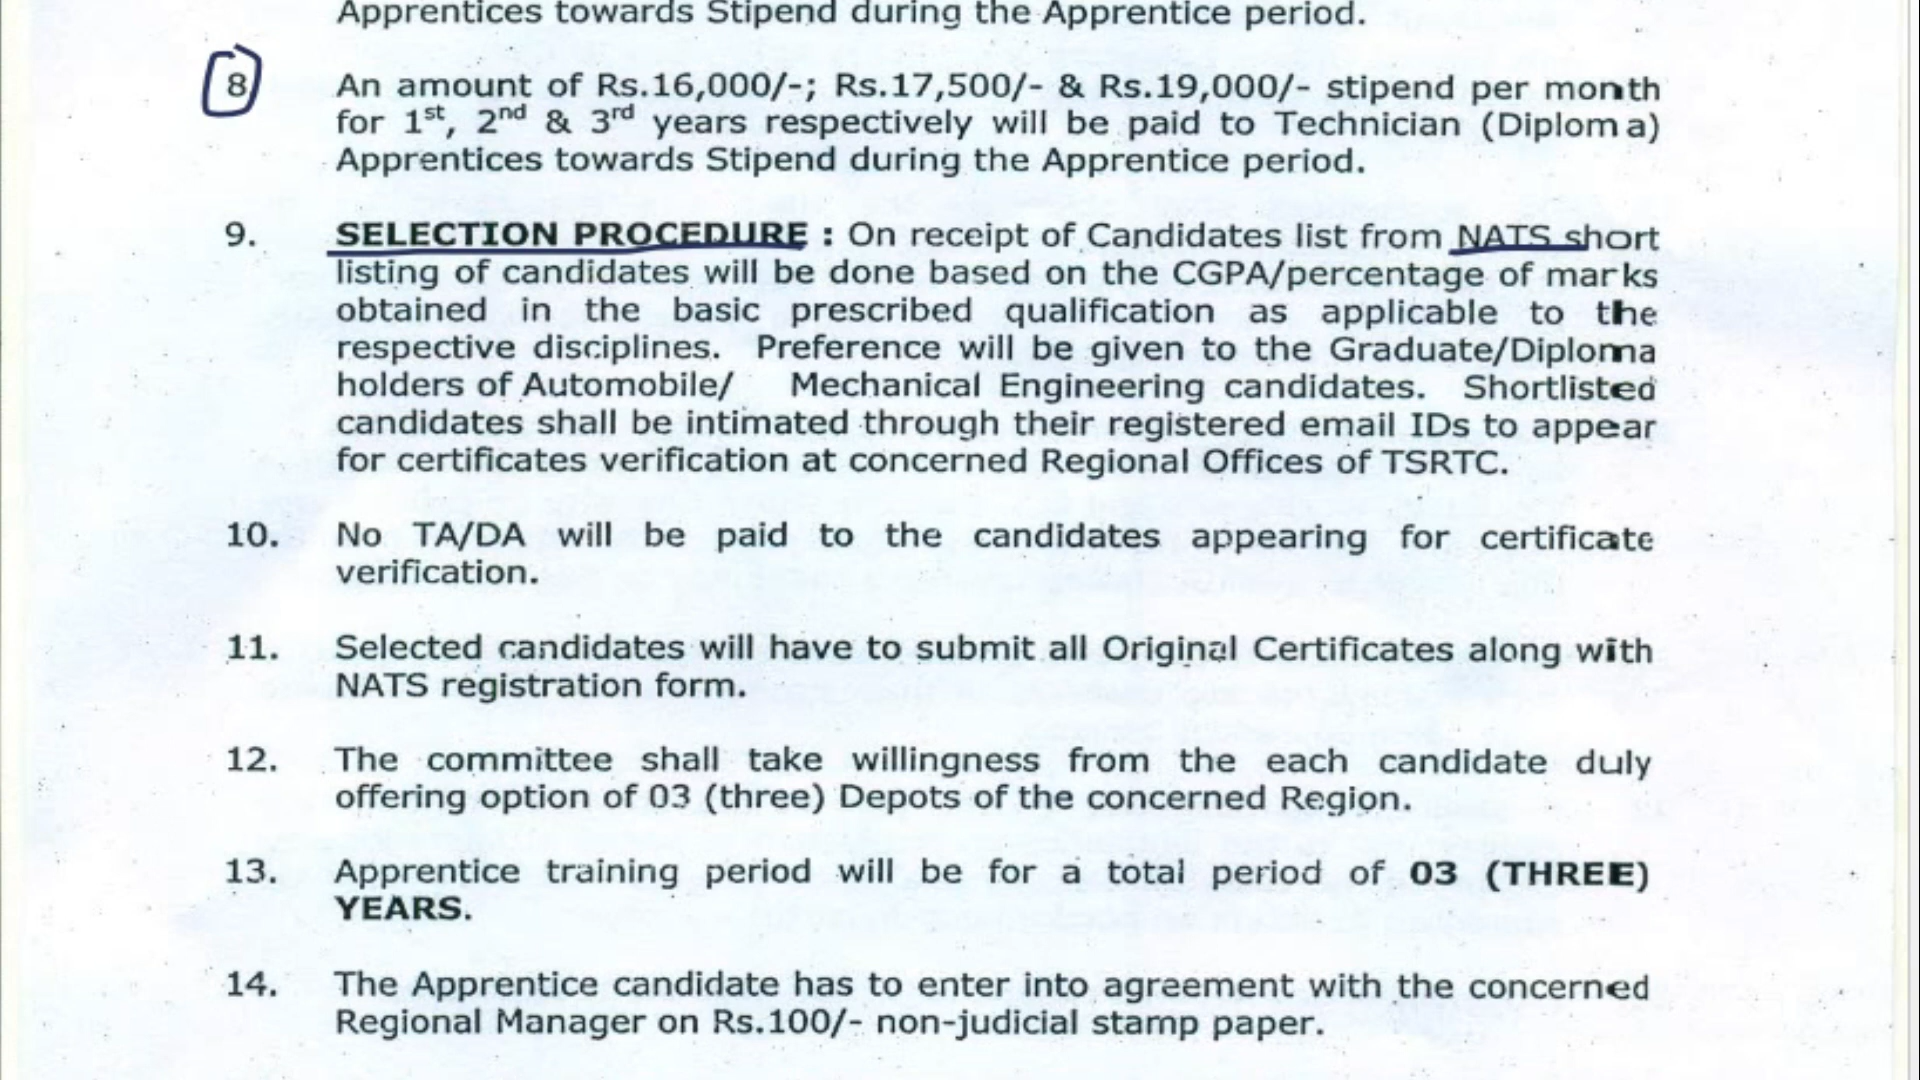 Apprentices towards Stipend during the Apprentice period.
8 An amount of Rs.16,000/-; Rs.17,500/- & Rs.19,000/- stipend per month
for 1st, 2nd & 3rd years respectively will be paid to Technician (Diploma)
Apprentices towards Stipend during the Apprentice period.
9. SELECTION PROCEDURE : On receipt of Candidates list from NATS short
listing of candidates will be done based on the CGPA/percentage of marks
obtained in the basic prescribed qualification as applicable to the
respective disciplines. Preference will be given to the Graduate/Diploma
holders of Automobile/ Mechanical Engineering candidates. Shortlisted
candidates shall be intimated through their registered email IDs to appear
for certificates verification at concerned Regional Offices of TSRTC.
10. No TA/DA will be paid to the candidates appearing for certificate
verification.
11. Selected candidates will have to submit all Original Certificates along with
NATS registration form.
12. The committee shall take willingness from the each candidate duly
offering option of 03 (three) Depots of the concerned Region.
13. Apprentice training period will be for a total period of 03 (THREE)
YEARS.
14. The Apprentice candidate has to enter into agreement with the concerned
Regional Manager on Rs.100/- non-judicial stamp paper.